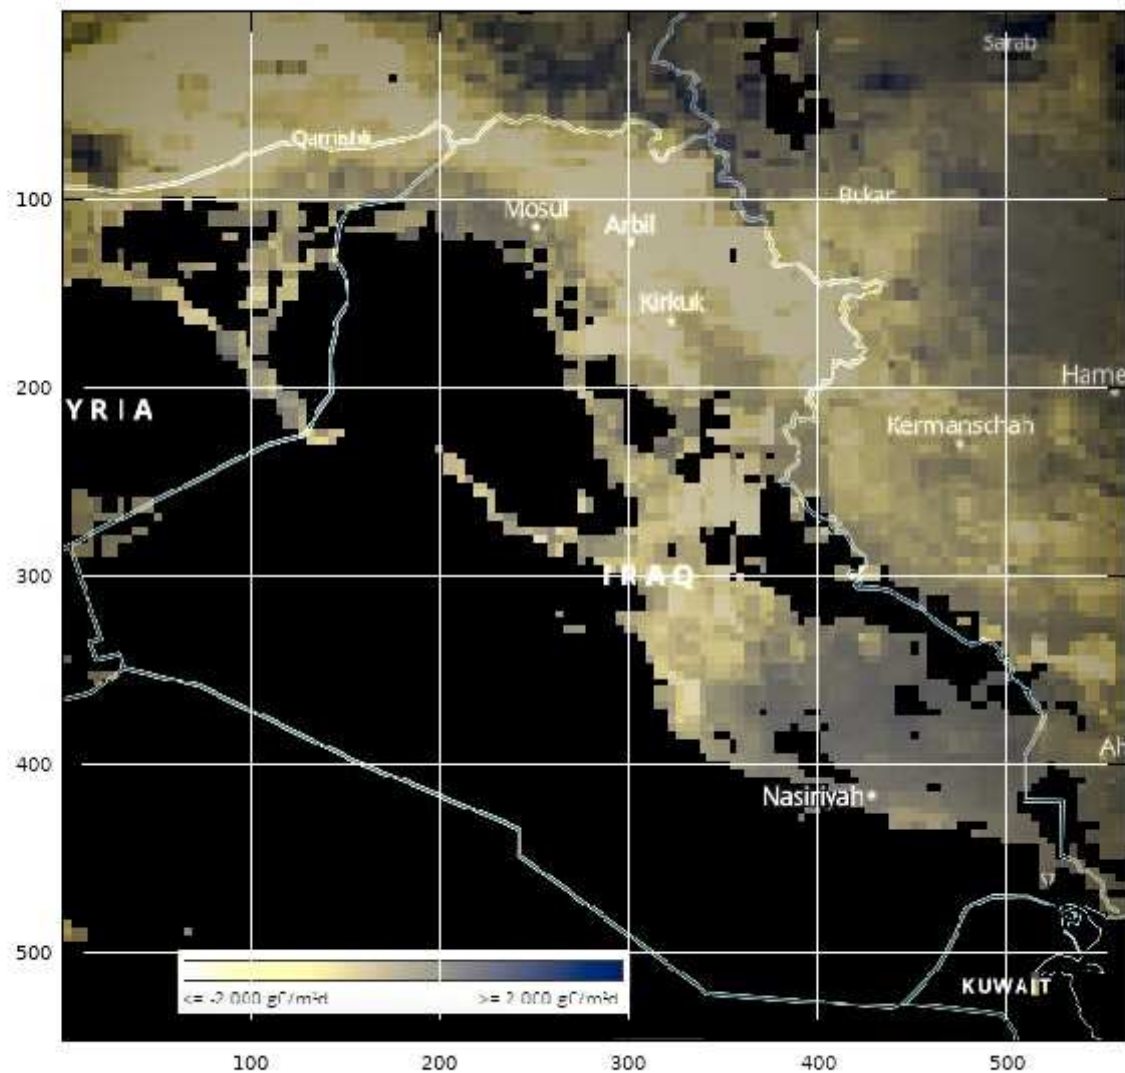 Sarab
Qamishli
100
Bukan
Mosul
Arbil
Kirkuk
200
Hame
YRIA
Kermanschah
300
IRAQ
400
Ah
Nasiriyah
500
KUWAIT
<= -2.000 gC/m²d
>= 2.000 gC/m²d
100
200
300
400
500